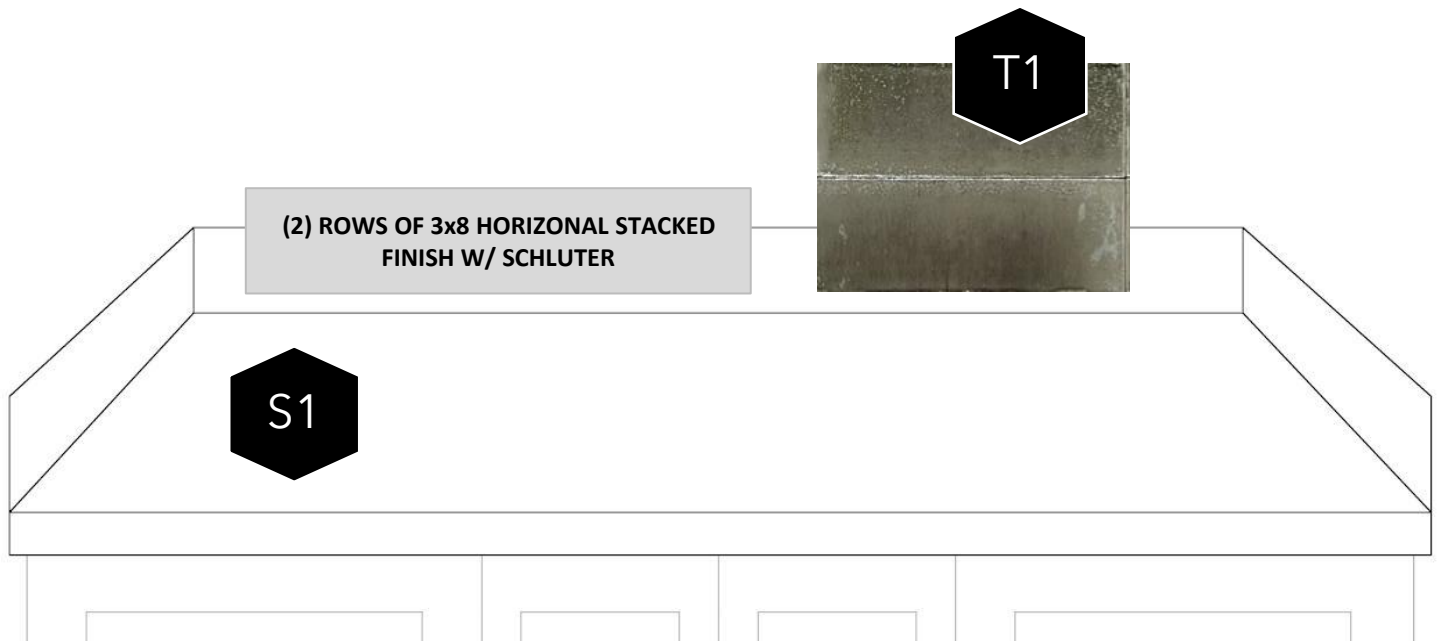 T1
(2) ROWS OF 3x8 HORIZONAL STACKED
FINISH W/ SCHLUTER
S1